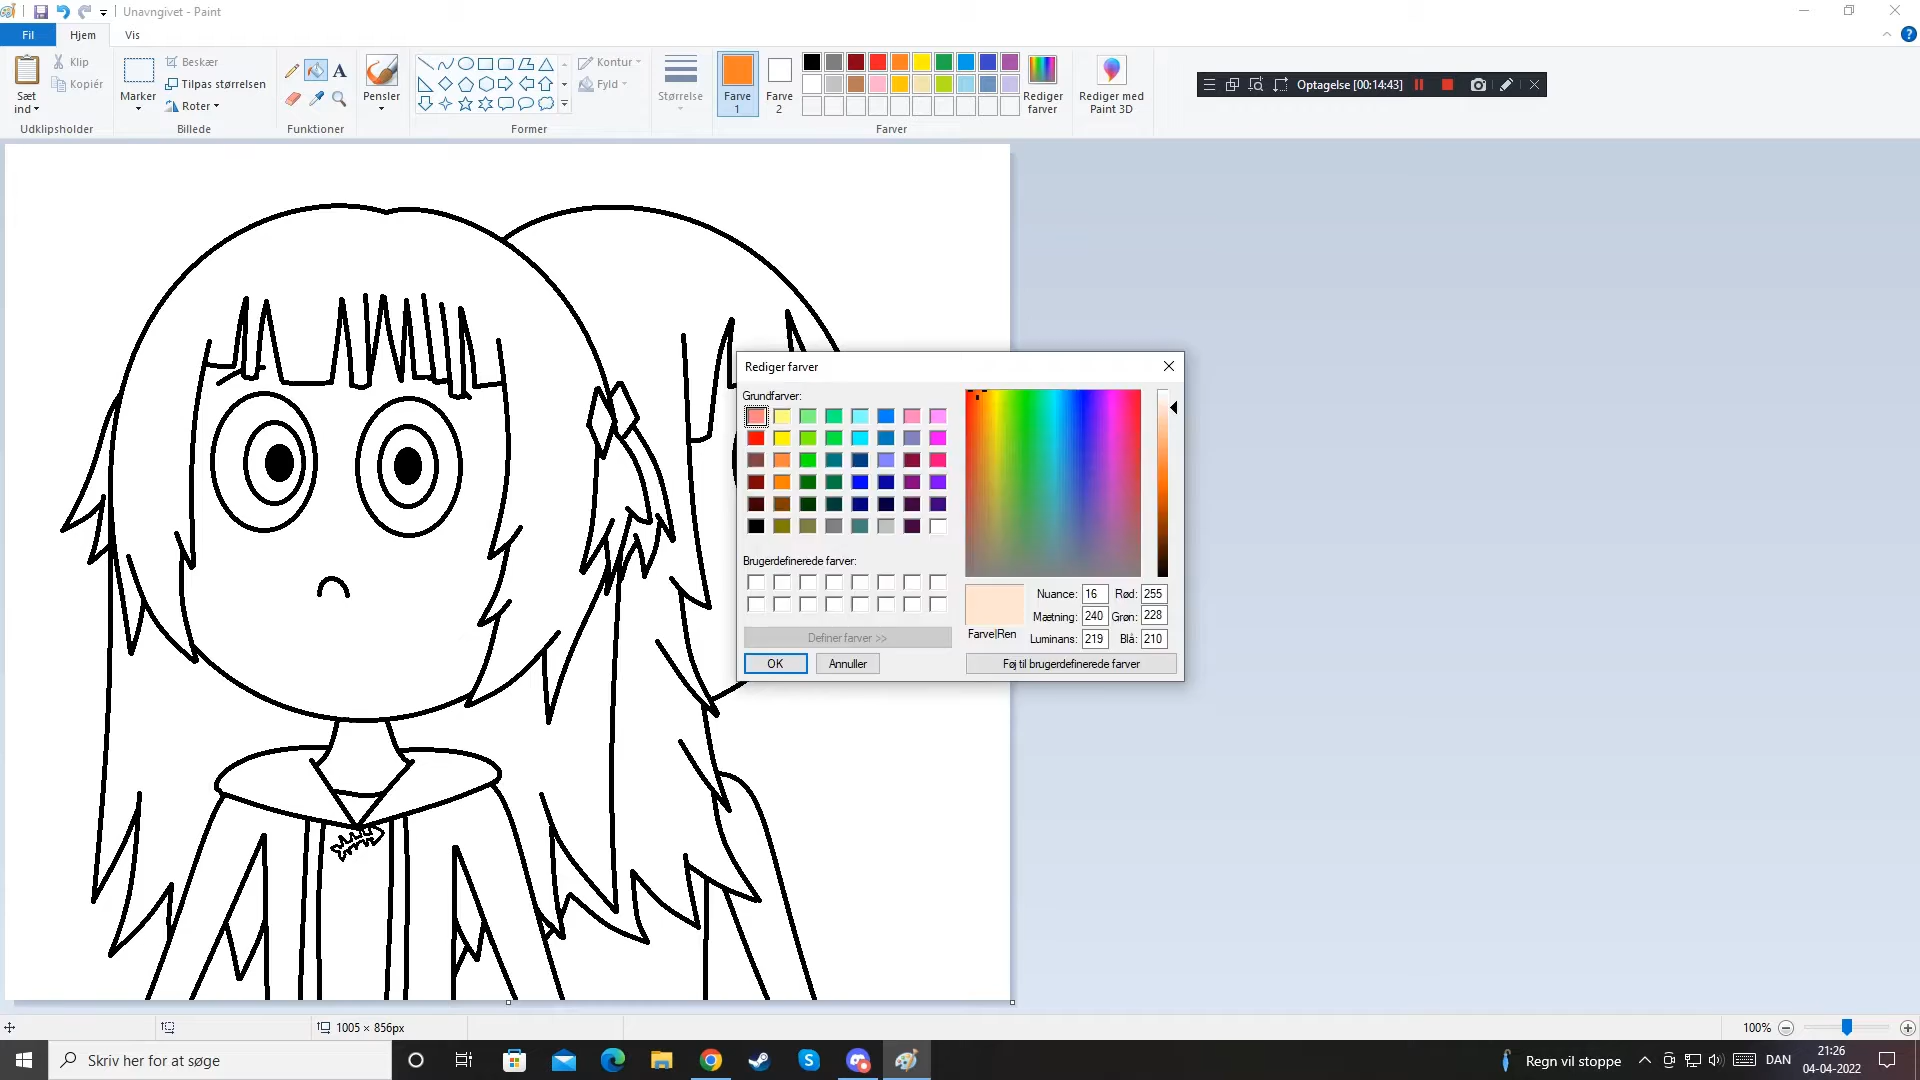 Unavngivet - Paint
Fil
Hjem
Vis
Sæt ind
Klip
Kopiér
Udklipsholder
Marker
Beskær
Tilpas størrelsen
Roter
Billede
A
Funktioner
Pensler
Former
Kontur
Fyld
Størrelse
Farve 1
Farve 2
Farver
Rediger farver
Rediger med Paint 3D
Optagelse [00:14:43]
Rediger farver
Grundfarver:
Brugerdefinerede farver:
Definer farver >>
OK
Annuller
Farve|Ren
Nuance: 16
Rød: 255
Mætning: 240
Grøn: 228
Luminans: 219
Blå: 210
Føj til brugerdefinerede farver
1005 × 856px
100%
Skriv her for at søge
Regn vil stoppe
DAN
21:26
04-04-2022